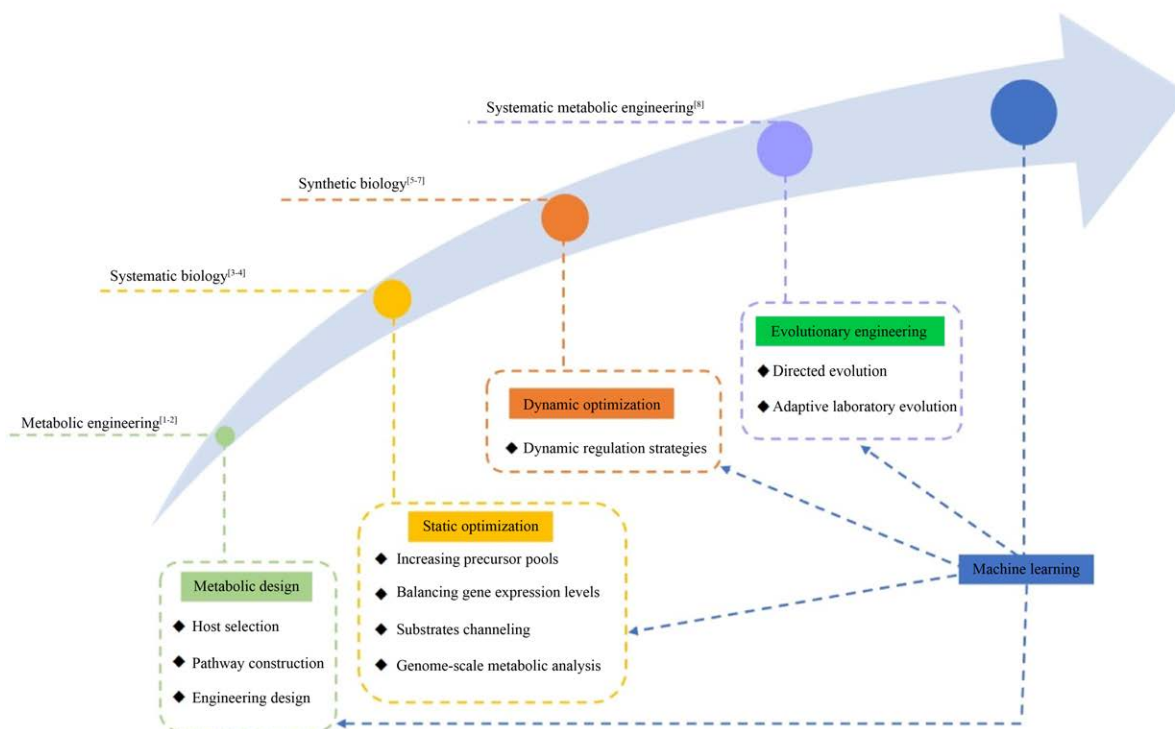 Systematic metabolic engineering[8]
Synthetic biology[5-7]
Systematic biology[3-4]
Metabolic engineering[1-2]
Evolutionary engineering
◆ Directed evolution
◆ Adaptive laboratory evolution
Dynamic optimization
◆ Dynamic regulation strategies
Static optimization
◆ Increasing precursor pools
◆ Balancing gene expression levels
◆ Substrates channeling
◆ Genome-scale metabolic analysis
Metabolic design
◆ Host selection
◆ Pathway construction
◆ Engineering design
Machine learning